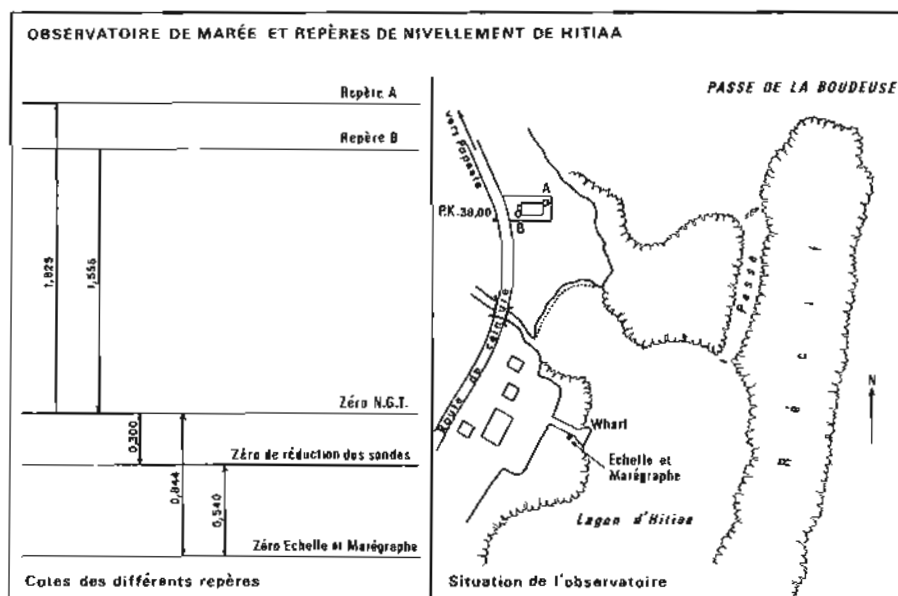 OBSERVATOIRE DE MARÉE ET REPÈRES DE NIVELLEMENT DE HITIAA
Repère A
Repère B
1,825
1,556
Zéro N.G.T.
0,300
Zéro de réduction des sondes
0,844
0,540
Zéro Echelle et Marégraphe
Cotes des différents repères
PASSE DE LA BOUDEUSE
vers Papeete
A
P.K.38,00
B
Route de ceinture
Passe
Récif
N
Wharf
Echelle et
Marégraphe
Lagon d'Hitiaa
Situation de l'observatoire